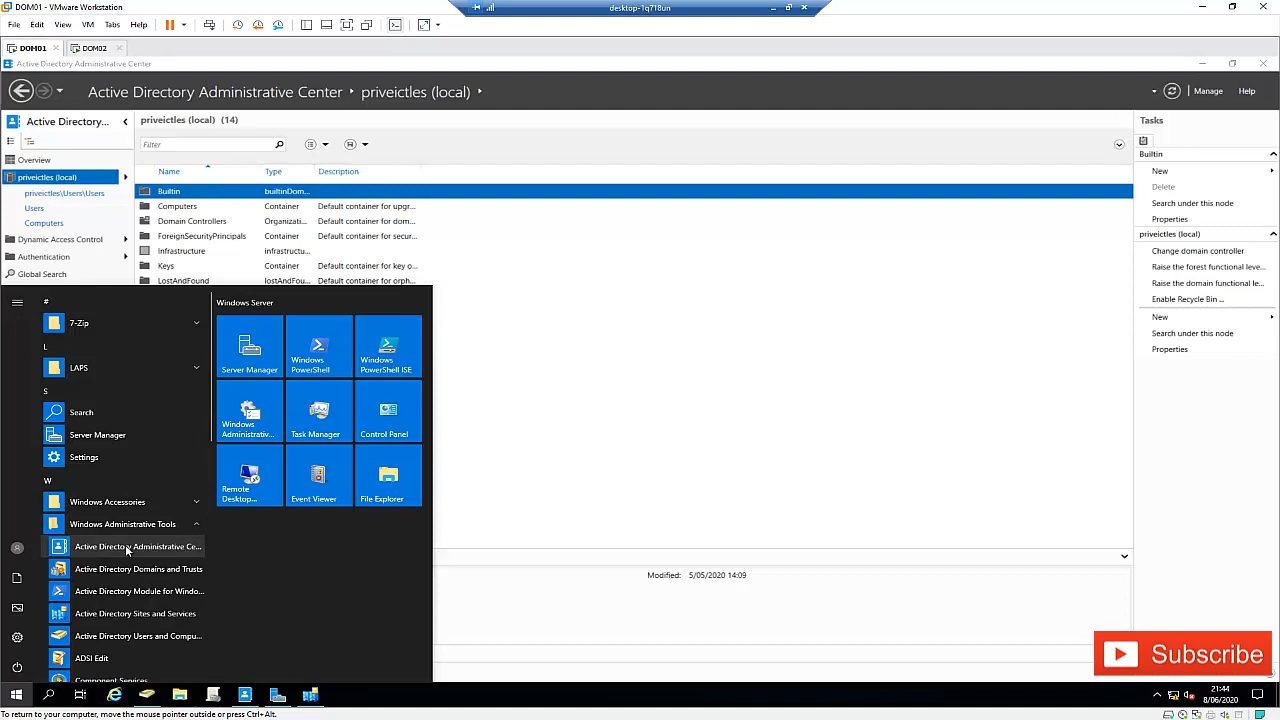 DOM01 - VMware Workstation
desktop-1q718un
File Edit View VM Tabs Help
DOM01 DOM02
Active Directory Administrative Center
Active Directory Administrative Center priveictles (local)
Manage Help
Active Directory...
Overview
priveictles (local)
priveictles\Users\Users
Users
Computers
Dynamic Access Control
Authentication
Global Search
priveictles (local) (14)
Filter
Name Type Description
Builtin builtinDom...
Computers Container Default container for upgr...
Domain Controllers Organizati... Default container for dom...
ForeignSecurityPrincipals Container Default container for secur...
Infrastructure infrastructu...
Keys Container Default container for key o...
LostAndFound lostAndFou... Default container for orph...
Modified: 5/05/2020 14:09
Tasks
Builtin
New
Delete
Search under this node
Properties
priveictles (local)
Change domain controller
Raise the forest functional leve...
Raise the domain functional le...
Enable Recycle Bin ...
New
Search under this node
Properties
#
7-Zip
L
LAPS
S
Search
Server Manager
Settings
W
Windows Accessories
Windows Administrative Tools
Active Directory Administrative Ce...
Active Directory Domains and Trusts
Active Directory Module for Windo...
Active Directory Sites and Services
Active Directory Users and Compu...
ADSI Edit
Component Services
Windows Server
Server Manager
Windows PowerShell
Windows PowerShell ISE
Windows Administrativ...
Task Manager
Control Panel
Remote Desktop...
Event Viewer
File Explorer
Subscribe
21:44
8/06/2020
To return to your computer, move the mouse pointer outside or press Ctrl+Alt.